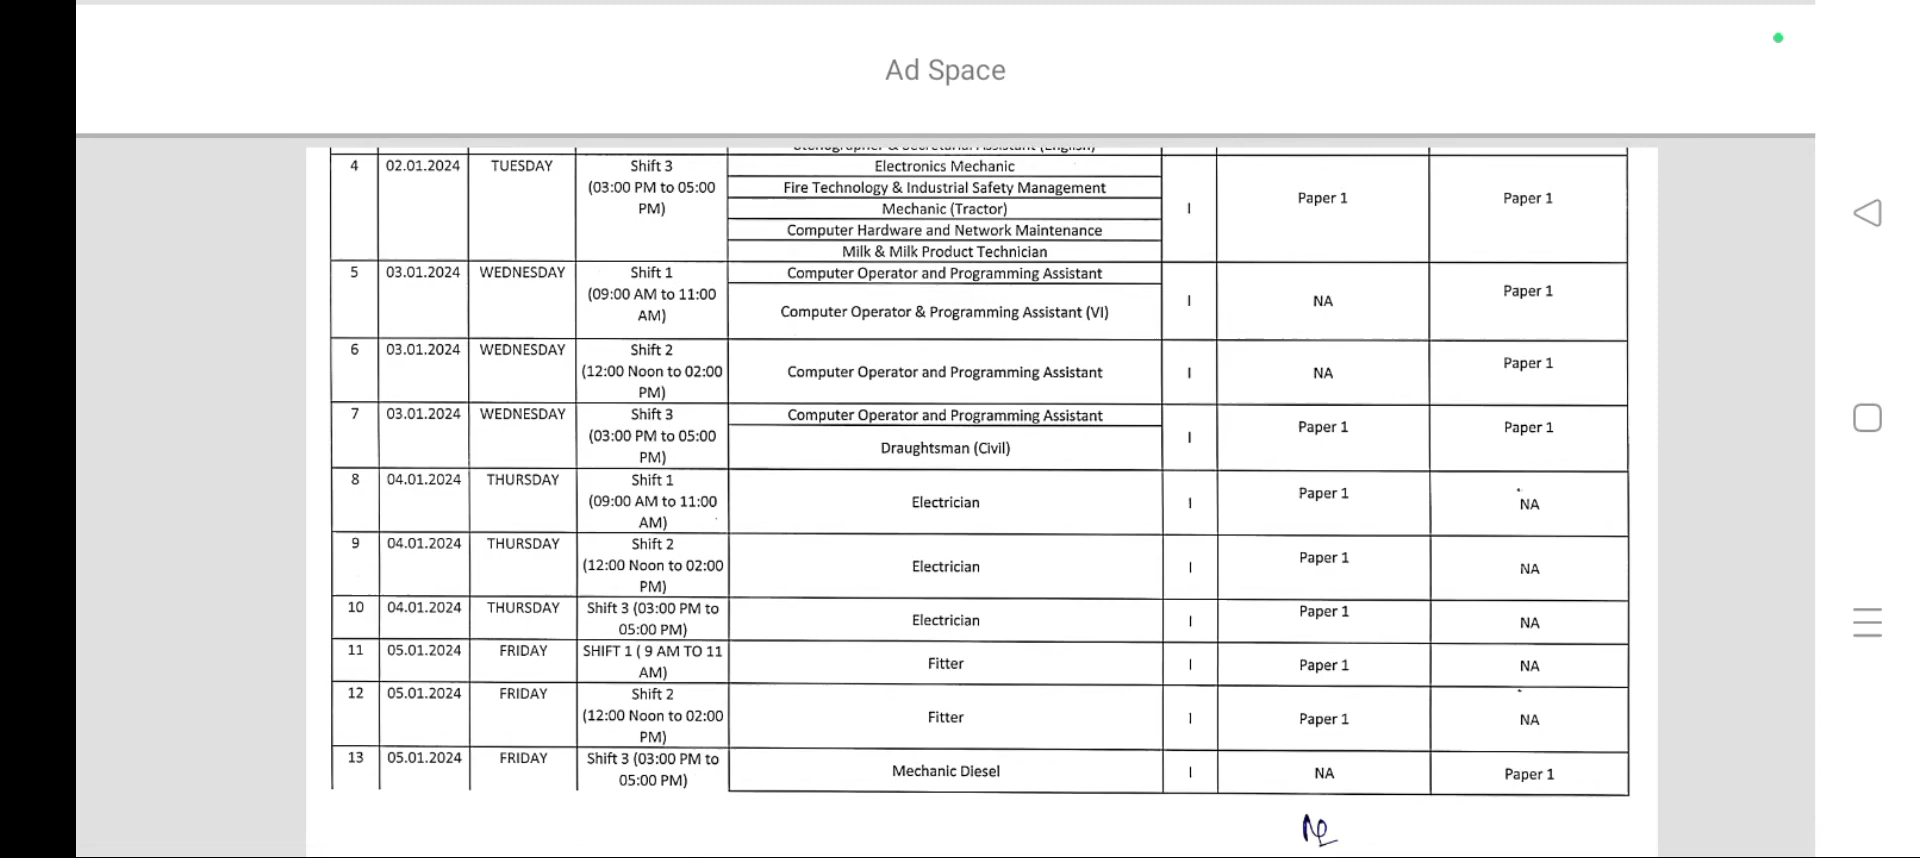 Ad Space
Stenographer & Secretarial Assistant (English)
4 02.01.2024 TUESDAY Shift 3 (03:00 PM to 05:00 PM) Electronics Mechanic I Paper 1 Paper 1
Fire Technology & Industrial Safety Management
Mechanic (Tractor)
Computer Hardware and Network Maintenance
Milk & Milk Product Technician
5 03.01.2024 WEDNESDAY Shift 1 (09:00 AM to 11:00 AM) Computer Operator and Programming Assistant I NA Paper 1
Computer Operator & Programming Assistant (VI)
6 03.01.2024 WEDNESDAY Shift 2 (12:00 Noon to 02:00 PM) Computer Operator and Programming Assistant I NA Paper 1
7 03.01.2024 WEDNESDAY Shift 3 (03:00 PM to 05:00 PM) Computer Operator and Programming Assistant I Paper 1 Paper 1
Draughtsman (Civil)
8 04.01.2024 THURSDAY Shift 1 (09:00 AM to 11:00 AM) Electrician I Paper 1 NA
9 04.01.2024 THURSDAY Shift 2 (12:00 Noon to 02:00 PM) Electrician I Paper 1 NA
10 04.01.2024 THURSDAY Shift 3 (03:00 PM to 05:00 PM) Electrician I Paper 1 NA
11 05.01.2024 FRIDAY SHIFT 1 ( 9 AM TO 11 AM) Fitter I Paper 1 NA
12 05.01.2024 FRIDAY Shift 2 (12:00 Noon to 02:00 PM) Fitter I Paper 1 NA
13 05.01.2024 FRIDAY Shift 3 (03:00 PM to 05:00 PM) Mechanic Diesel I NA Paper 1